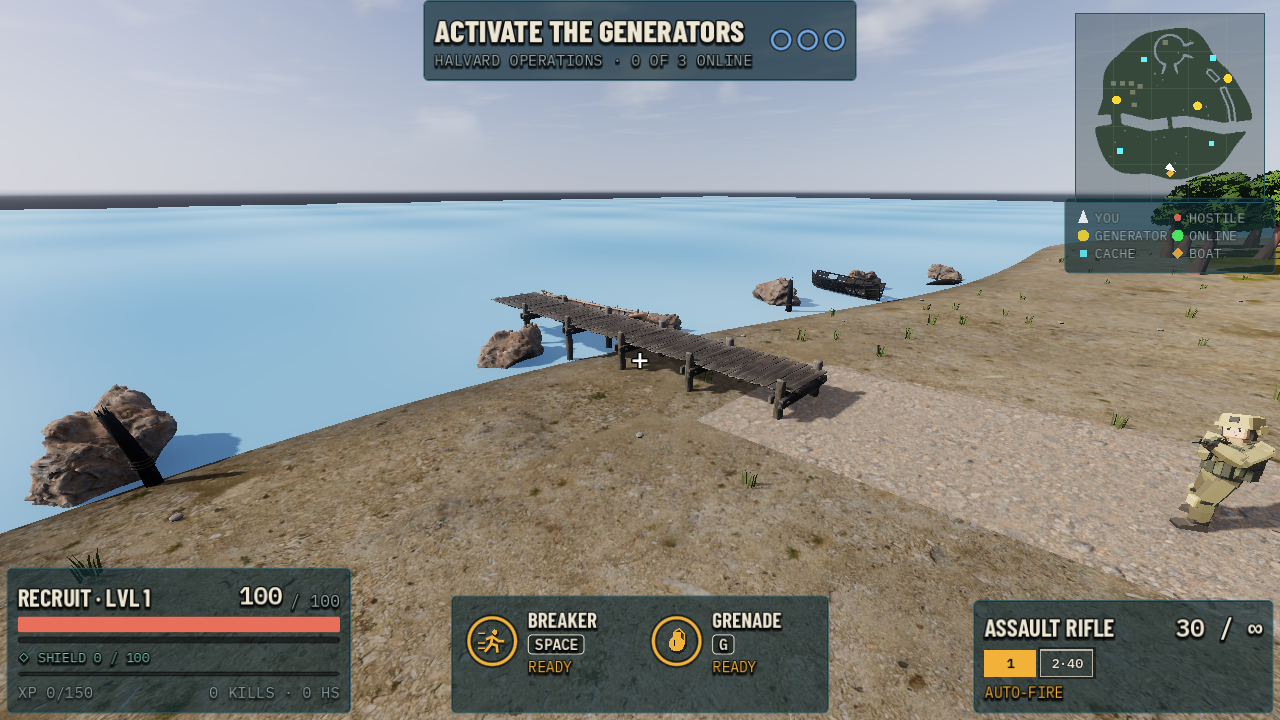 ACTIVATE THE GENERATORS
HALVARD OPERATIONS · 0 OF 3 ONLINE
YOU
HOSTILE
GENERATOR
ONLINE
CACHE
BOAT
RECRUIT · LVL 1
100 / 100
SHIELD 0 / 100
XP 0/150
0 KILLS · 0 HS
BREAKER
SPACE
READY
GRENADE
G
READY
ASSAULT RIFLE
30 / ∞
1
2·40
AUTO-FIRE